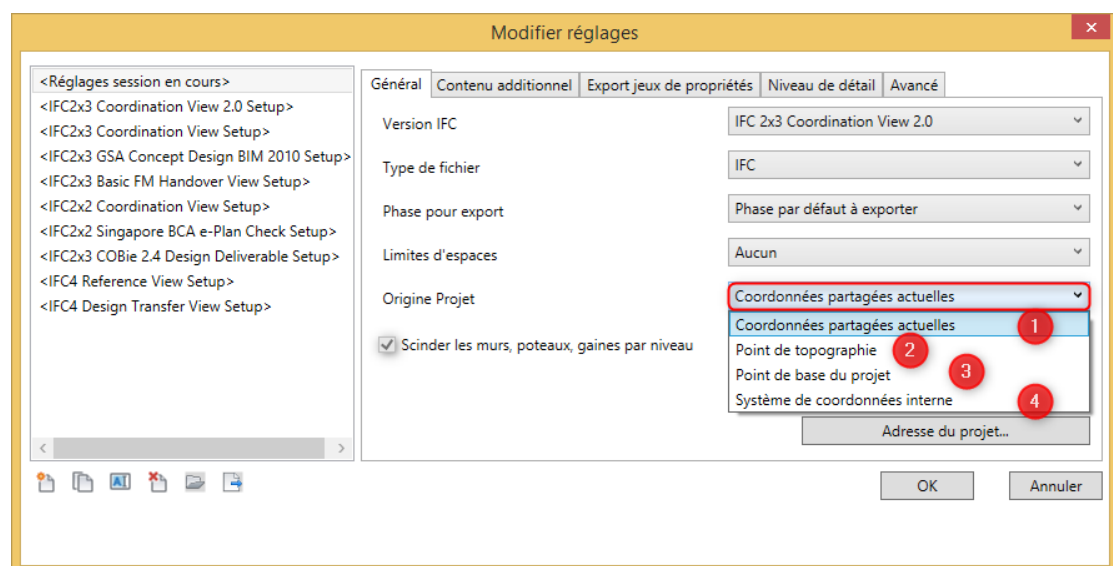 Modifier réglages
<Réglages session en cours>
<IFC2x3 Coordination View 2.0 Setup>
<IFC2x3 Coordination View Setup>
<IFC2x3 GSA Concept Design BIM 2010 Setup>
<IFC2x3 Basic FM Handover View Setup>
<IFC2x2 Coordination View Setup>
<IFC2x2 Singapore BCA e-Plan Check Setup>
<IFC2x3 COBie 2.4 Design Deliverable Setup>
<IFC4 Reference View Setup>
<IFC4 Design Transfer View Setup>
Général Contenu additionnel Export jeux de propriétés Niveau de détail Avancé
Version IFC IFC 2x3 Coordination View 2.0
Type de fichier IFC
Phase pour export Phase par défaut à exporter
Limites d'espaces Aucun
Origine Projet Coordonnées partagées actuelles
Coordonnées partagées actuelles 1
Scinder les murs, poteaux, gaines par niveau Point de topographie 2
Point de base du projet 3
Système de coordonnées interne 4
Adresse du projet...
OK Annuler